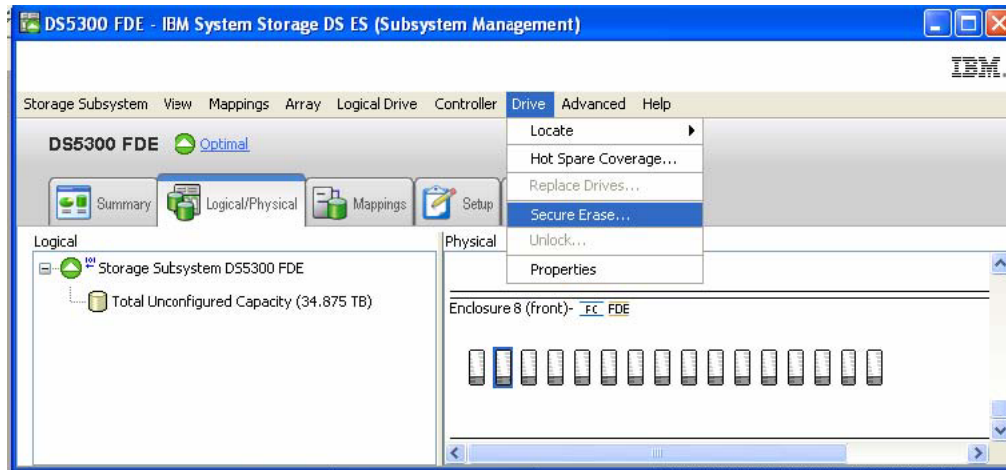 DS5300 FDE - IBM System Storage DS ES (Subsystem Management)
IBM.
Storage Subsystem View Mappings Array Logical Drive Controller Drive Advanced Help
Locate
Hot Spare Coverage...
Replace Drives...
Secure Erase...
Unlock...
Properties
DS5300 FDE Optimal
Summary Logical/Physical Mappings Setup
Logical
Storage Subsystem DS5300 FDE
Total Unconfigured Capacity (34.875 TB)
Physical
Enclosure 8 (front)- FC FDE